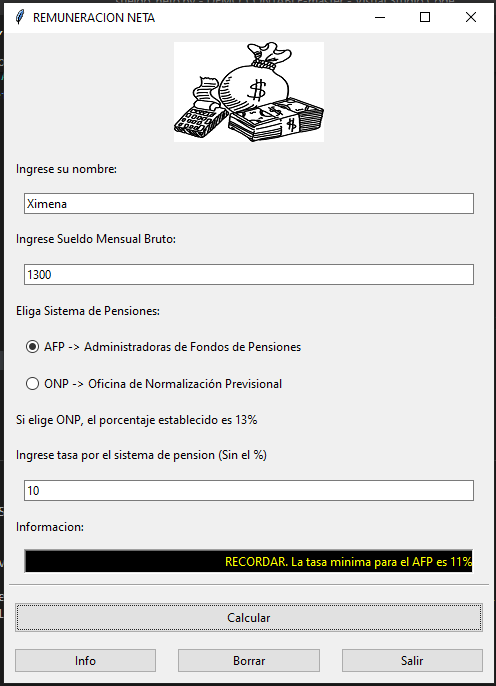 REMUNERACION NETA
Ingrese su nombre:
Ximena
Ingrese Sueldo Mensual Bruto:
1300
Eliga Sistema de Pensiones:
AFP -> Administradoras de Fondos de Pensiones
ONP -> Oficina de Normalización Previsional
Si elige ONP, el porcentaje establecido es 13%
Ingrese tasa por el sistema de pension (Sin el %)
10
Informacion:
RECORDAR. La tasa minima para el AFP es 11%
Calcular
Info
Borrar
Salir